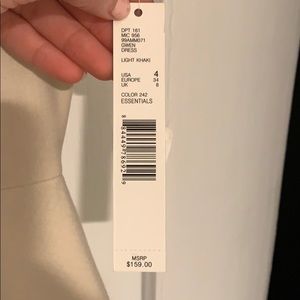 DPT 161
MIC 956
99AMM071
GWEN
DRESS
LIGHT KHAKI
USA 4
EUROPE 34
UK 8
COLOR 242
ESSENTIALS
MSRP
$159.00